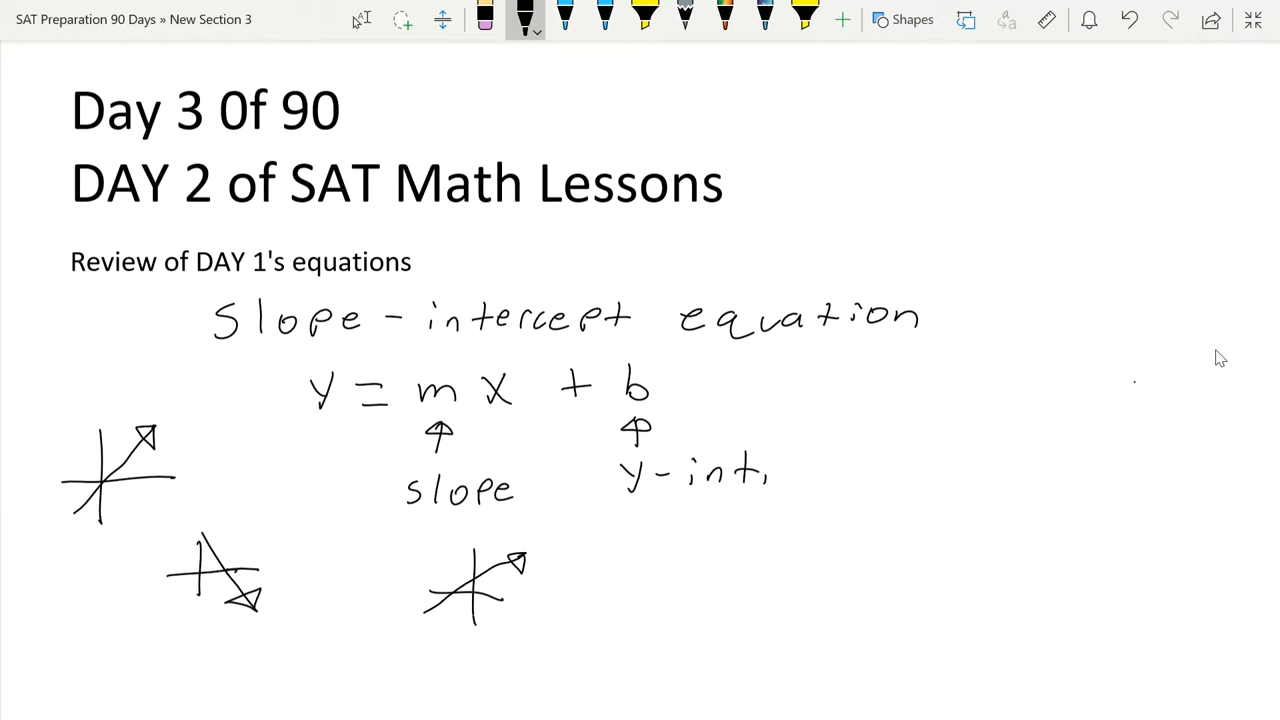 SAT Preparation 90 Days » New Section 3
Shapes
Day 3 0f 90
DAY 2 of SAT Math Lessons
Review of DAY 1's equations
Slope - intercept equation
y = m x + b
slope y-int.